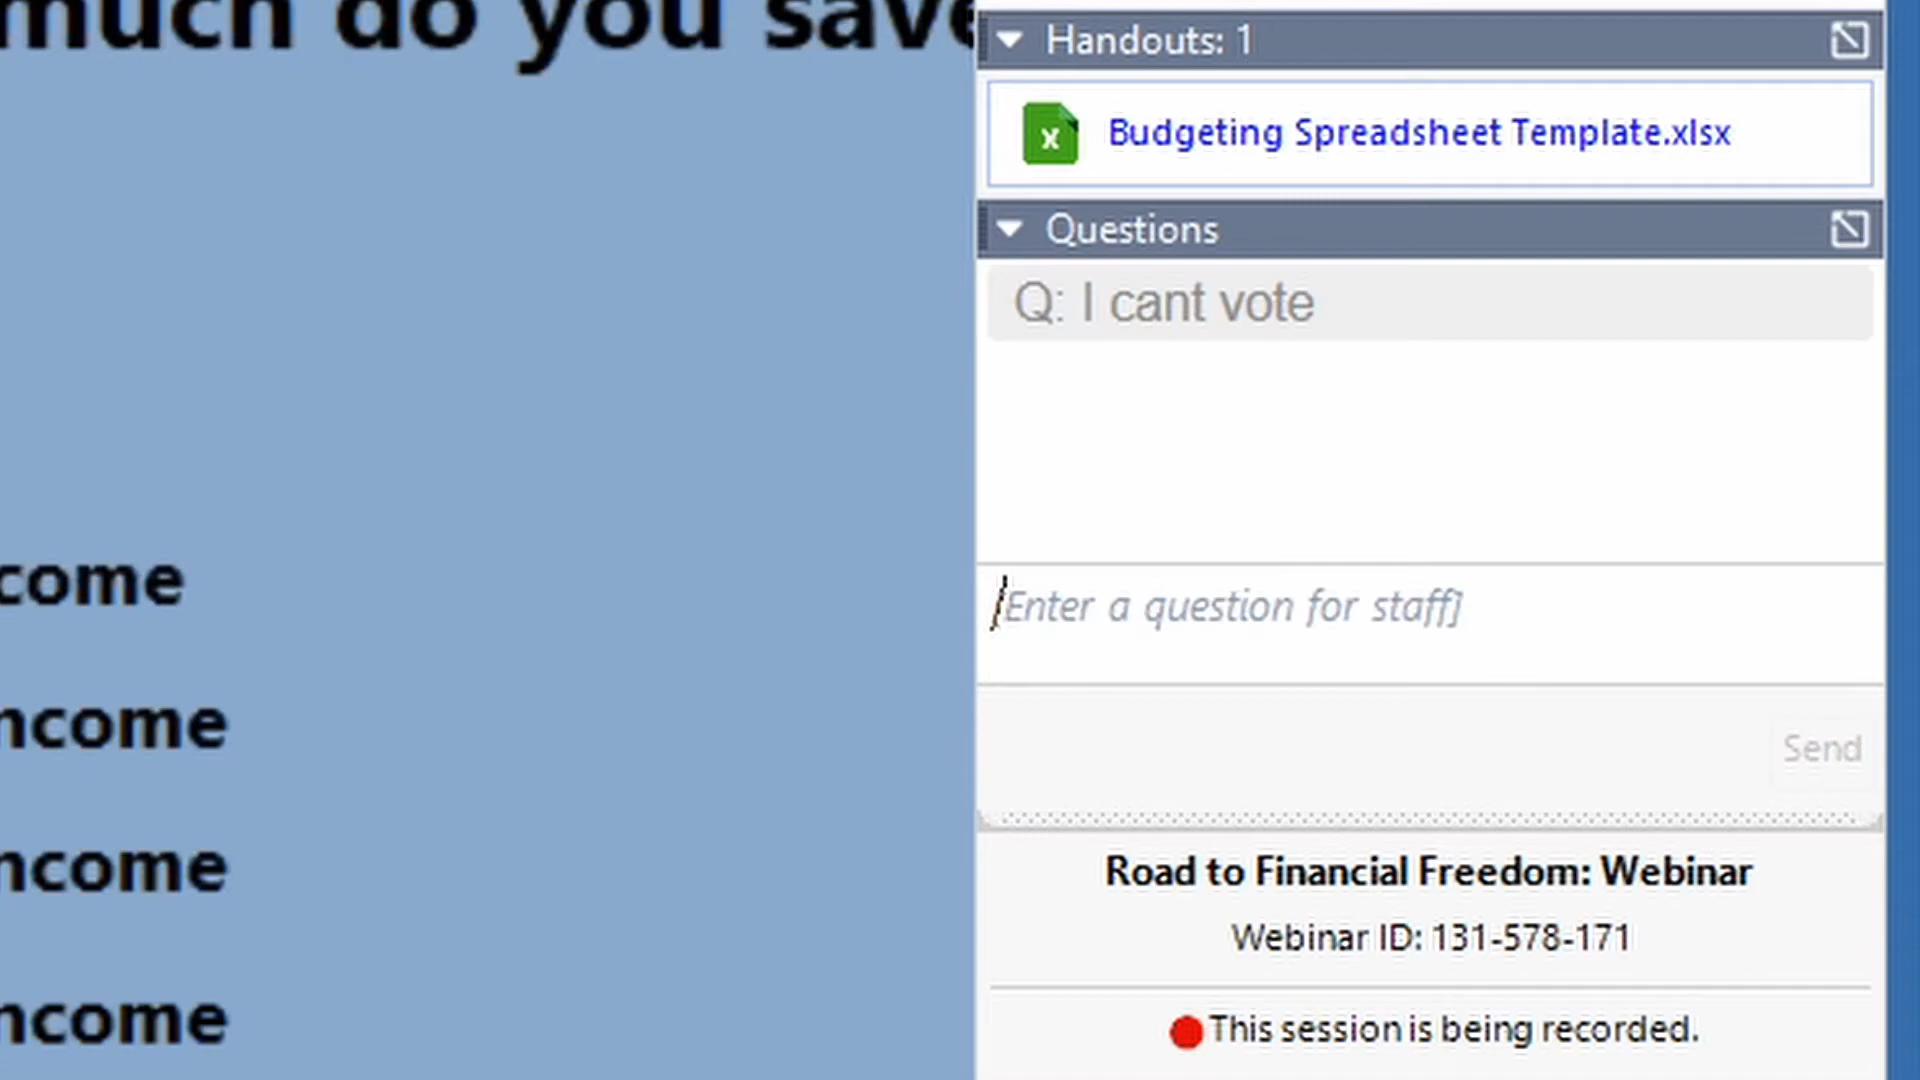 much do you save
Handouts: 1
Budgeting Spreadsheet Template.xlsx
Questions
Q: I cant vote
come
Enter a question for staff]
ncome
Send
ncome
Road to Financial Freedom: Webinar
Webinar ID: 131-578-171
ncome
This session is being recorded.